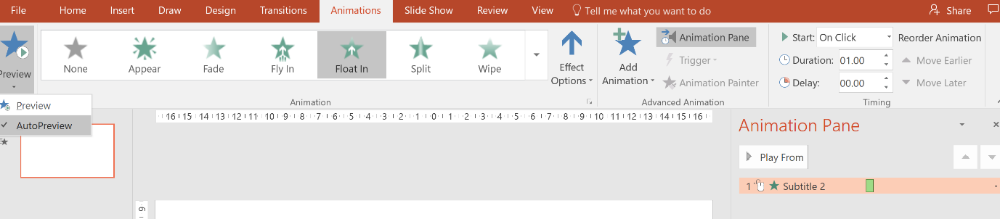 File Home Insert Draw Design Transitions Animations Slide Show Review View Tell me what you want to do Share
None Appear Fade Fly In Float In Split Wipe
Preview
Effect Options
Add Animation
Animation Pane
Trigger
Animation Painter
Start: On Click
Duration: 01.00
Delay: 00.00
Reorder Animation
Move Earlier
Move Later
Animation
Advanced Animation
Timing
Preview
AutoPreview
16 15 14 13 12 11 10 9 8 7 6 5 4 3 2 1 0 1 2 3 4 5 6 7 8 9 10 11 12 13 14 15 16
9
Animation Pane
Play From
1 Subtitle 2